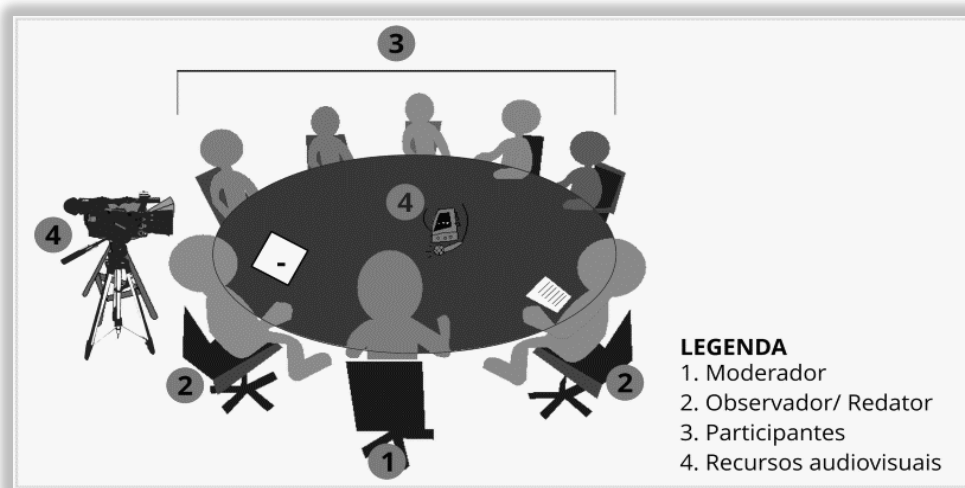 3
4
4
2
2
1
LEGENDA
1. Moderador
2. Observador/ Redator
3. Participantes
4. Recursos audiovisuais